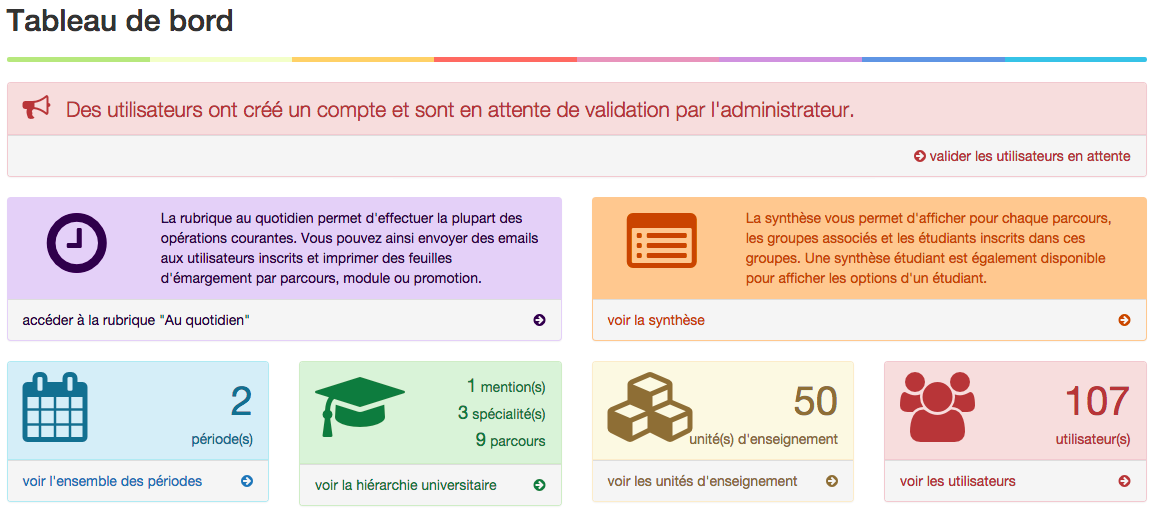 Tableau de bord
Des utilisateurs ont créé un compte et sont en attente de validation par l'administrateur.
valider les utilisateurs en attente
La rubrique au quotidien permet d'effectuer la plupart des
opérations courantes. Vous pouvez ainsi envoyer des emails
aux utilisateurs inscrits et imprimer des feuilles
d'émargement par parcours, module ou promotion.
accéder à la rubrique "Au quotidien"
La synthèse vous permet d'afficher pour chaque parcours,
les groupes associés et les étudiants inscrits dans ces
groupes. Une synthèse étudiant est également disponible
pour afficher les options d'un étudiant.
voir la synthèse
2
période(s)
voir l'ensemble des périodes
1 mention(s)
3 spécialité(s)
9 parcours
voir la hiérarchie universitaire
50
unité(s) d'enseignement
voir les unités d'enseignement
107
utilisateur(s)
voir les utilisateurs